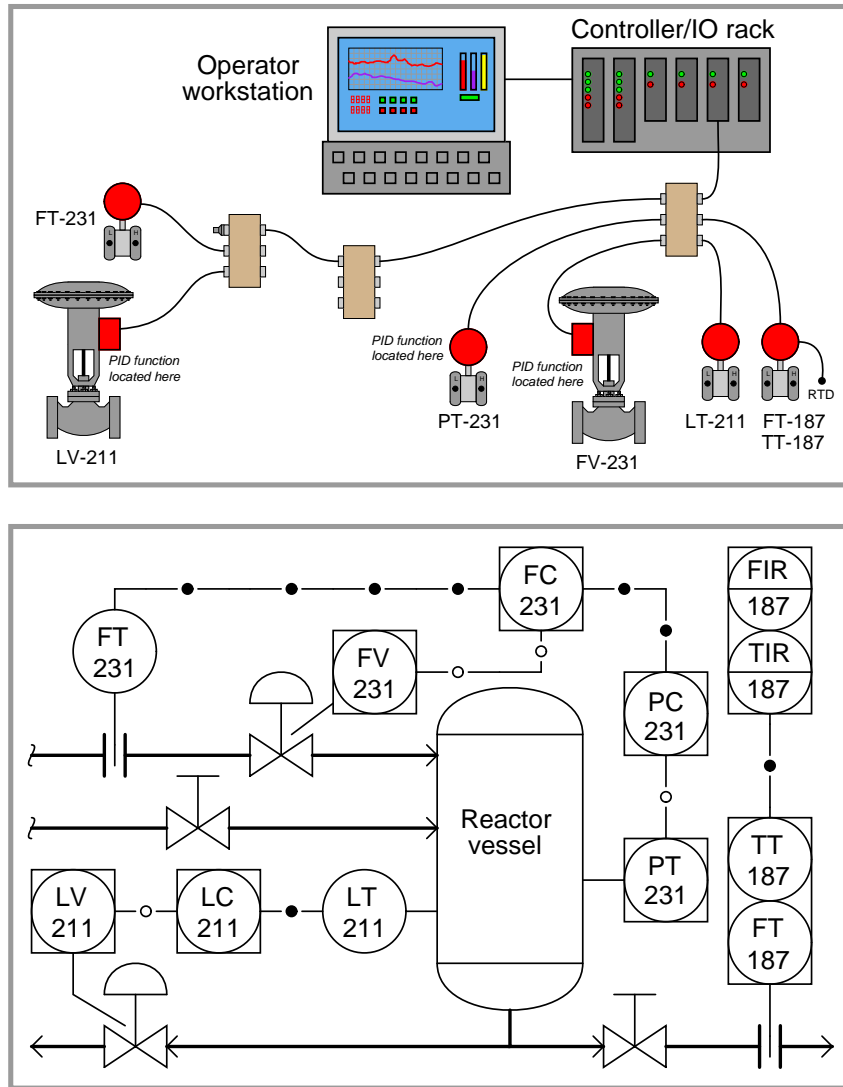 Operator
workstation
Controller/IO rack
FT-231
L H
PID function
located here
LV-211
PID function
located here
L H
PT-231
PID function
located here
FV-231
L H
LT-211
L H
RTD
FT-187
TT-187
FT
231
FC
231
FV
231
PC
231
FIR
187
TIR
187
Reactor
vessel
PT
231
TT
187
FT
187
LV
211
LC
211
LT
211